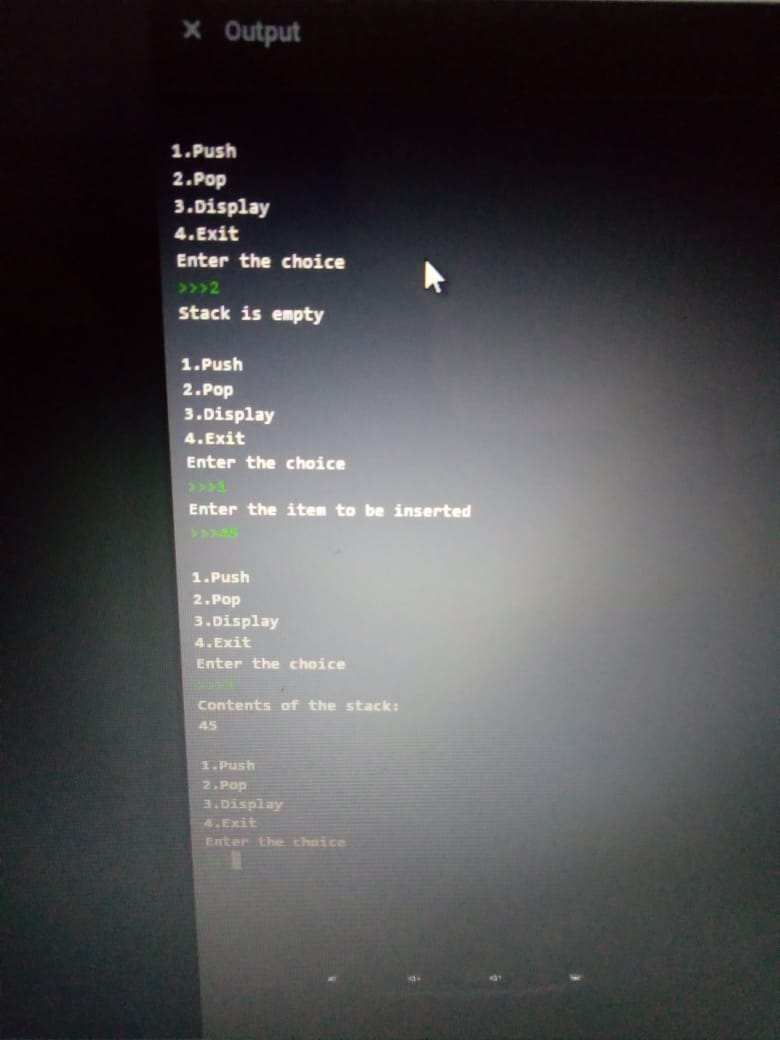 X Output
1.Push
2.Pop
3.Display
4.Exit
Enter the choice
>>>2
Stack is empty
1.Push
2.Pop
3.Display
4.Exit
Enter the choice
>>>1
Enter the item to be inserted
>>>45
1.Push
2.Pop
3.Display
4.Exit
Enter the choice
Contents of the stack:
45
1.Push
2.Pop
3.Display
4.Exit
Enter the choice